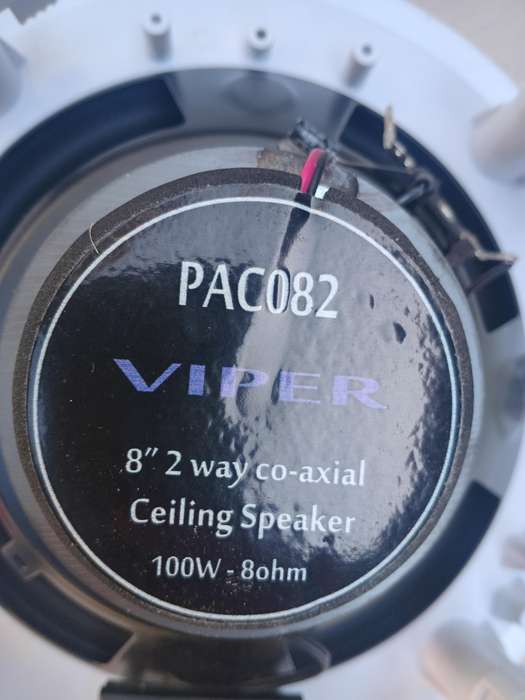 PAC082
VIPER
8" 2 way co-axial
Ceiling Speaker
100W - 8ohm